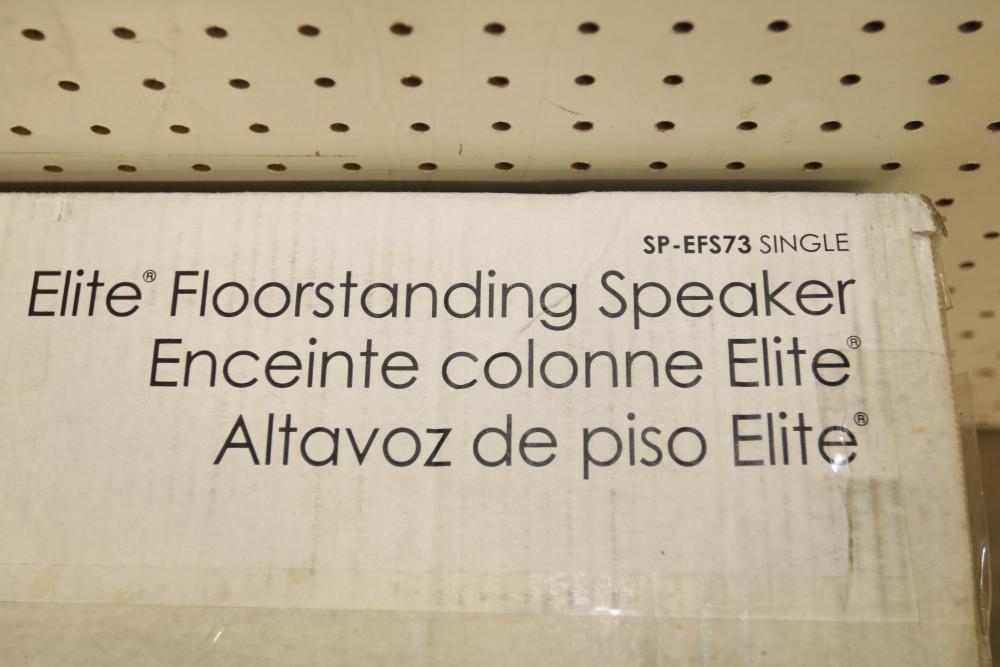 SP-EFS73 SINGLE
Elite® Floorstanding Speaker
Enceinte colonne Elite®
Altavoz de piso Elite®